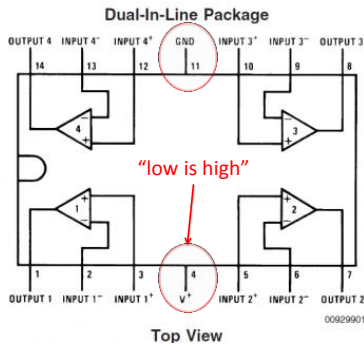 Dual-In-Line Package
OUTPUT 4 INPUT 4⁻ INPUT 4⁺ GND INPUT 3⁺ INPUT 3⁻ OUTPUT 3
14 13 12 11 10 9 8
4 3
"low is high"
1 2
1 2 3 4 5 6 7
OUTPUT 1 INPUT 1⁻ INPUT 1⁺ V⁺ INPUT 2⁺ INPUT 2⁻ OUTPUT 2
00929901
Top View